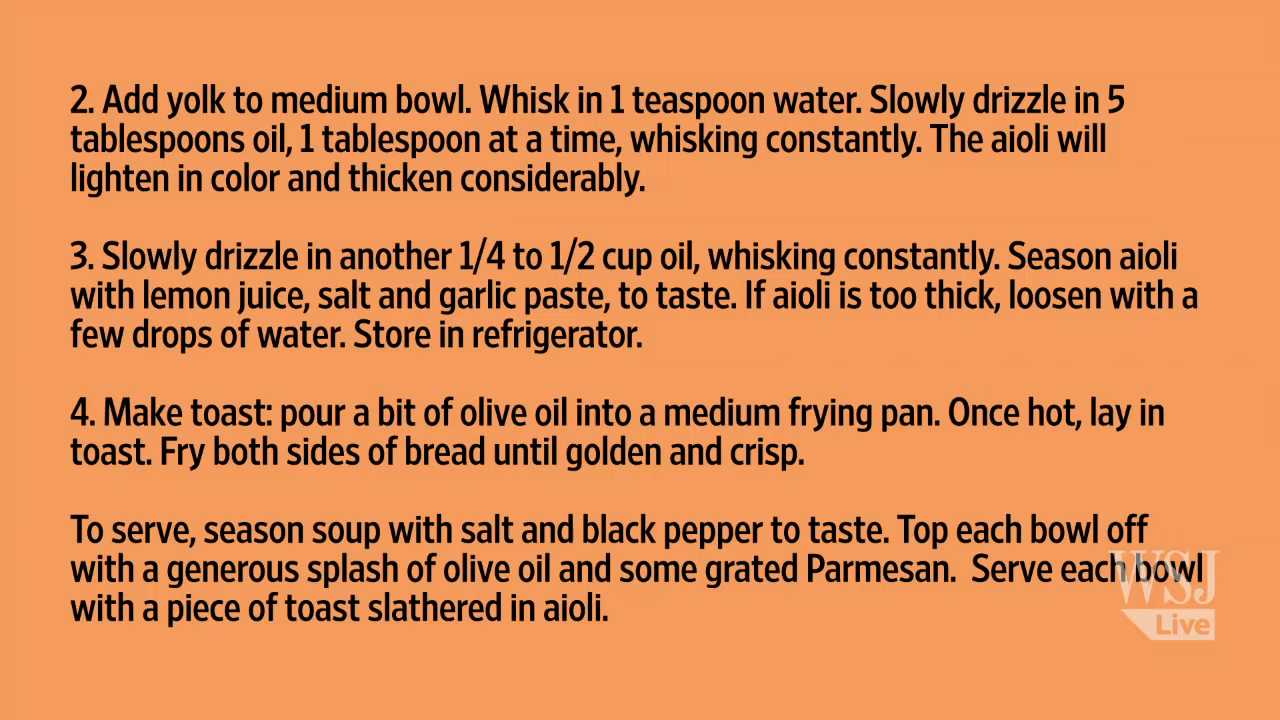 2. Add yolk to medium bowl. Whisk in 1 teaspoon water. Slowly drizzle in 5
tablespoons oil, 1 tablespoon at a time, whisking constantly. The aioli will
lighten in color and thicken considerably.
3. Slowly drizzle in another 1/4 to 1/2 cup oil, whisking constantly. Season aioli
with lemon juice, salt and garlic paste, to taste. If aioli is too thick, loosen with a
few drops of water. Store in refrigerator.
4. Make toast: pour a bit of olive oil into a medium frying pan. Once hot, lay in
toast. Fry both sides of bread until golden and crisp.
To serve, season soup with salt and black pepper to taste. Top each bowl off
with a generous splash of olive oil and some grated Parmesan.  Serve each bowl
with a piece of toast slathered in aioli.
WSJ
Live